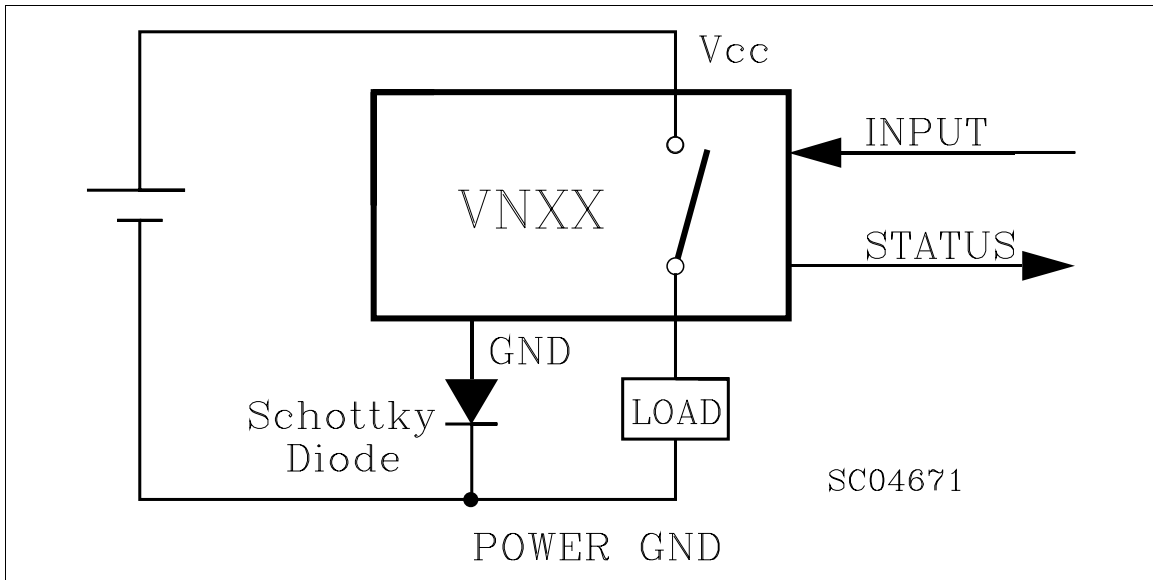 Vcc
INPUT
VNXX
STATUS
GND
Schottky
Diode
LOAD
SC04671
POWER GND